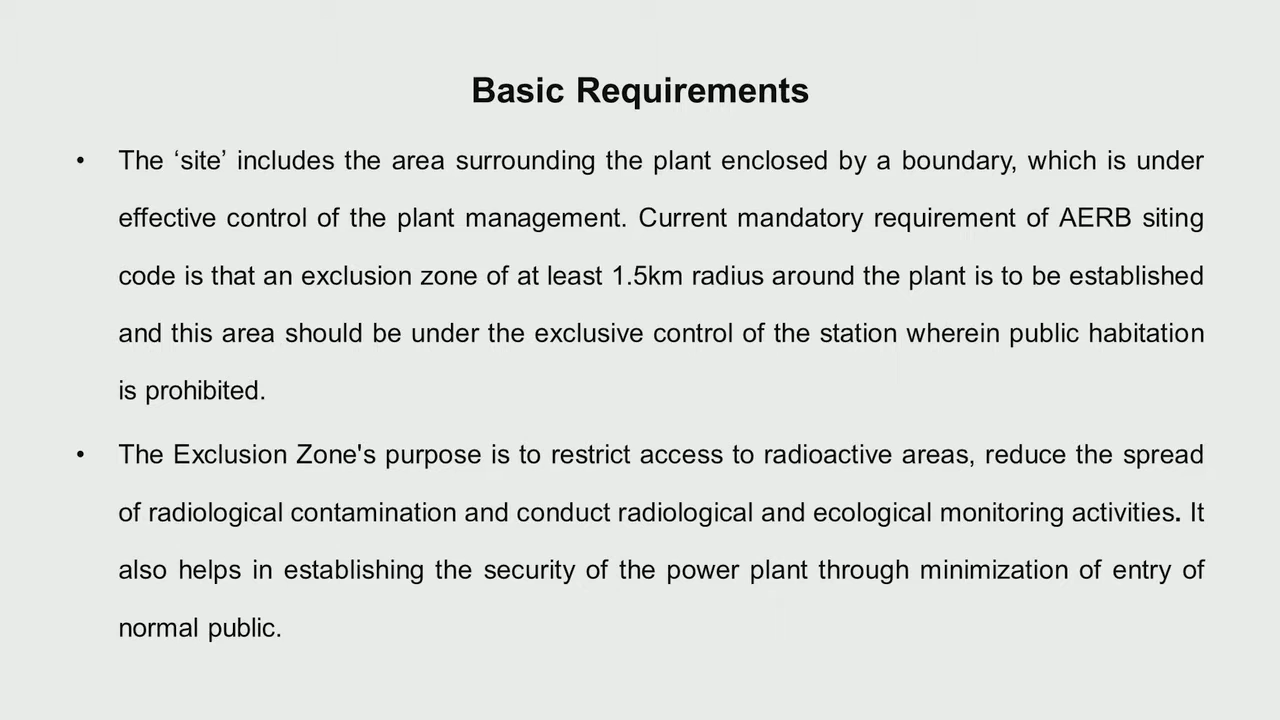 Basic Requirements
• The ‘site’ includes the area surrounding the plant enclosed by a boundary, which is under
effective control of the plant management. Current mandatory requirement of AERB siting
code is that an exclusion zone of at least 1.5km radius around the plant is to be established
and this area should be under the exclusive control of the station wherein public habitation
is prohibited.
• The Exclusion Zone's purpose is to restrict access to radioactive areas, reduce the spread
of radiological contamination and conduct radiological and ecological monitoring activities. It
also helps in establishing the security of the power plant through minimization of entry of
normal public.